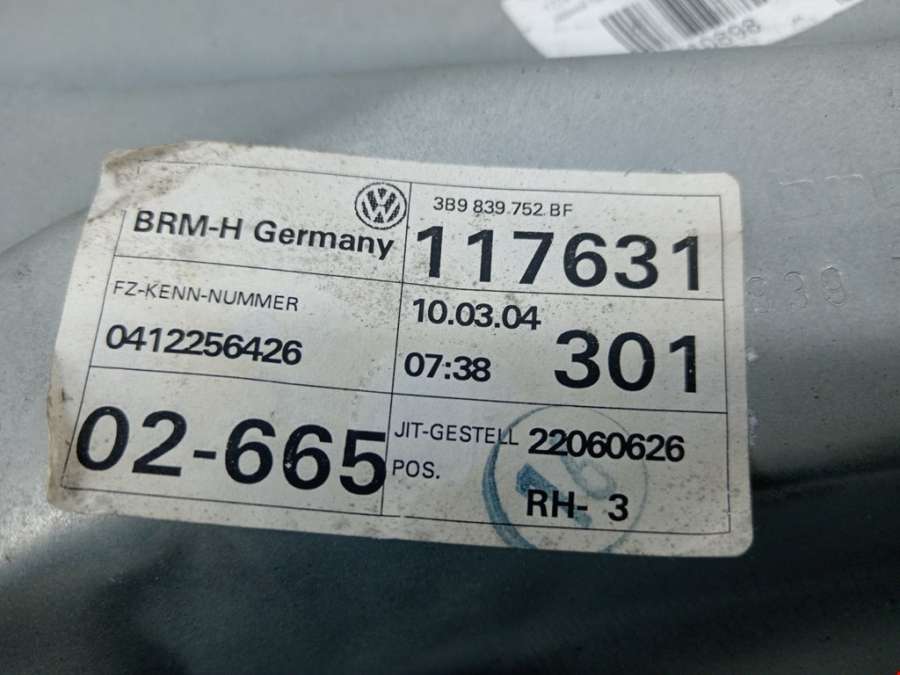 BRM-H Germany
3B9 839.752 BF
117631
FZ-KENN-NUMMER
0412256426
10.03.04
07:38
301
02-665
JIT-GESTELL 22060626
POS.
RH- 3